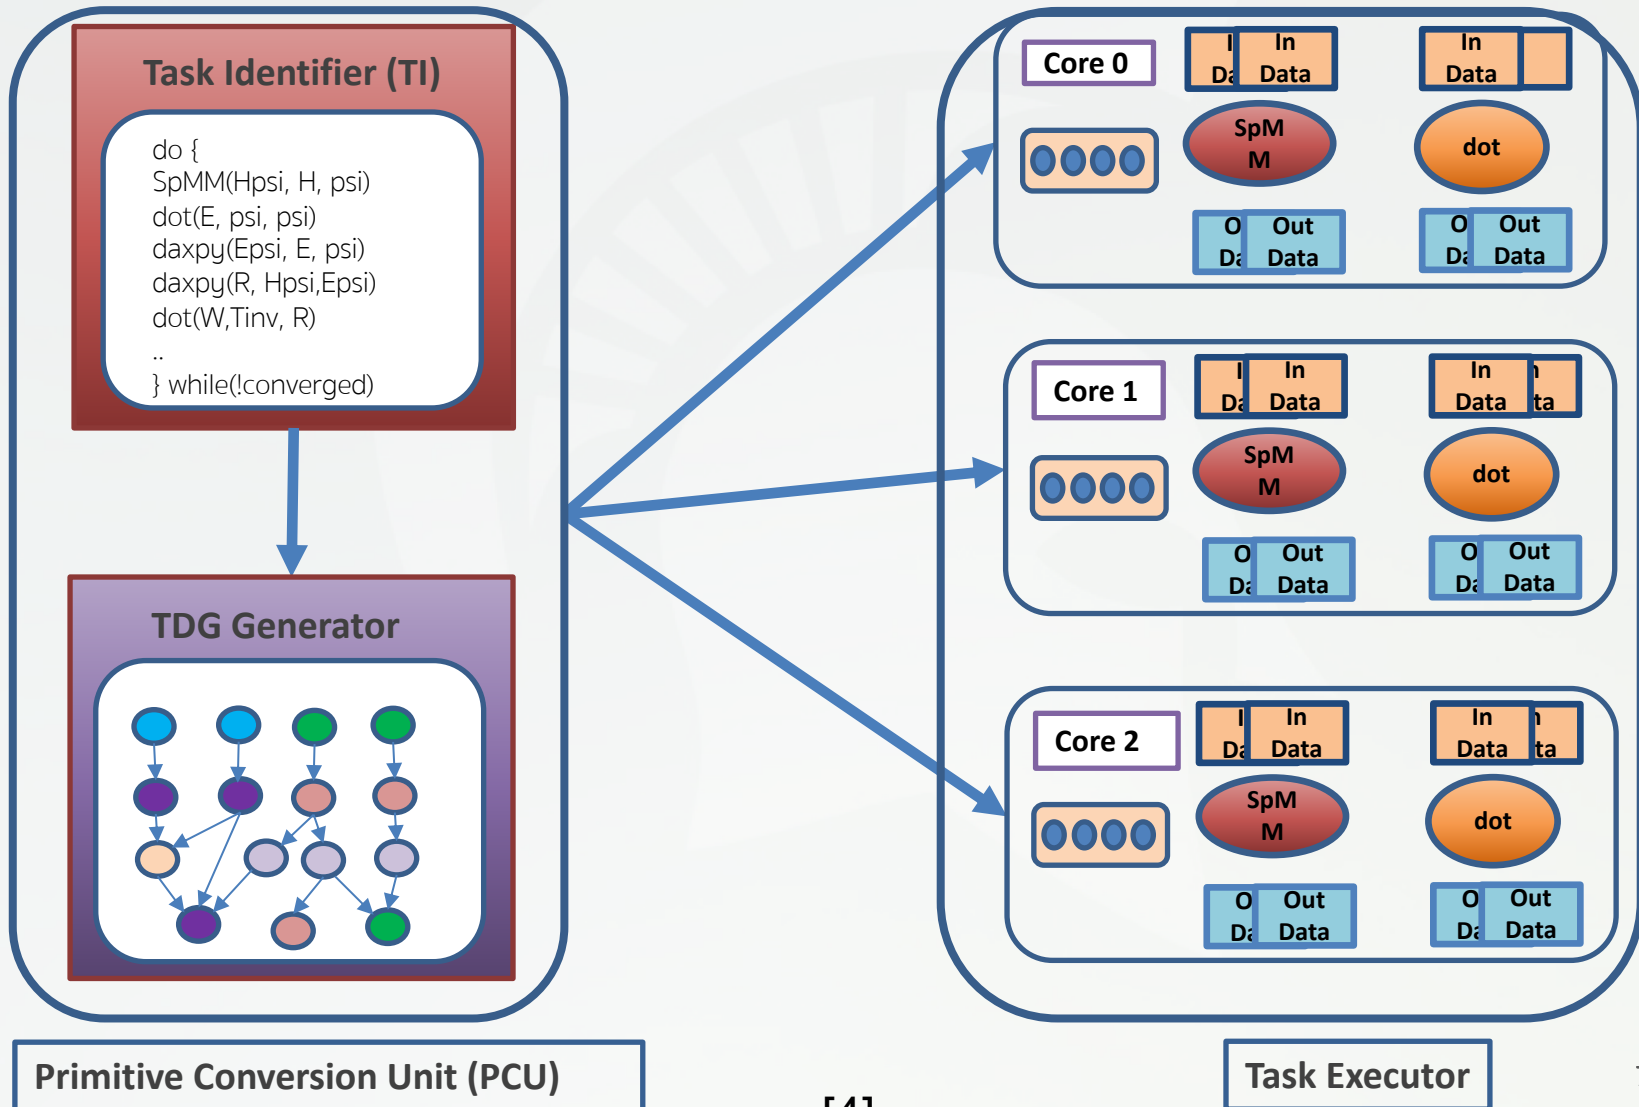 Task Identifier (TI)
do {
SpMM(Hpsi, H, psi)
dot(E, psi, psi)
daxpy(Epsi, E, psi)
daxpy(R, Hpsi,Epsi)
dot(W,Tinv, R)
..
} while(!converged)
TDG Generator
Primitive Conversion Unit (PCU)
[4]
Core 0
In
Data
In
Data
SpM
M
dot
Out
Data
Out
Data
Core 1
In
Data
In
Data
SpM
M
dot
Out
Data
Out
Data
Core 2
In
Data
In
Data
SpM
M
dot
Out
Data
Out
Data
Task Executor